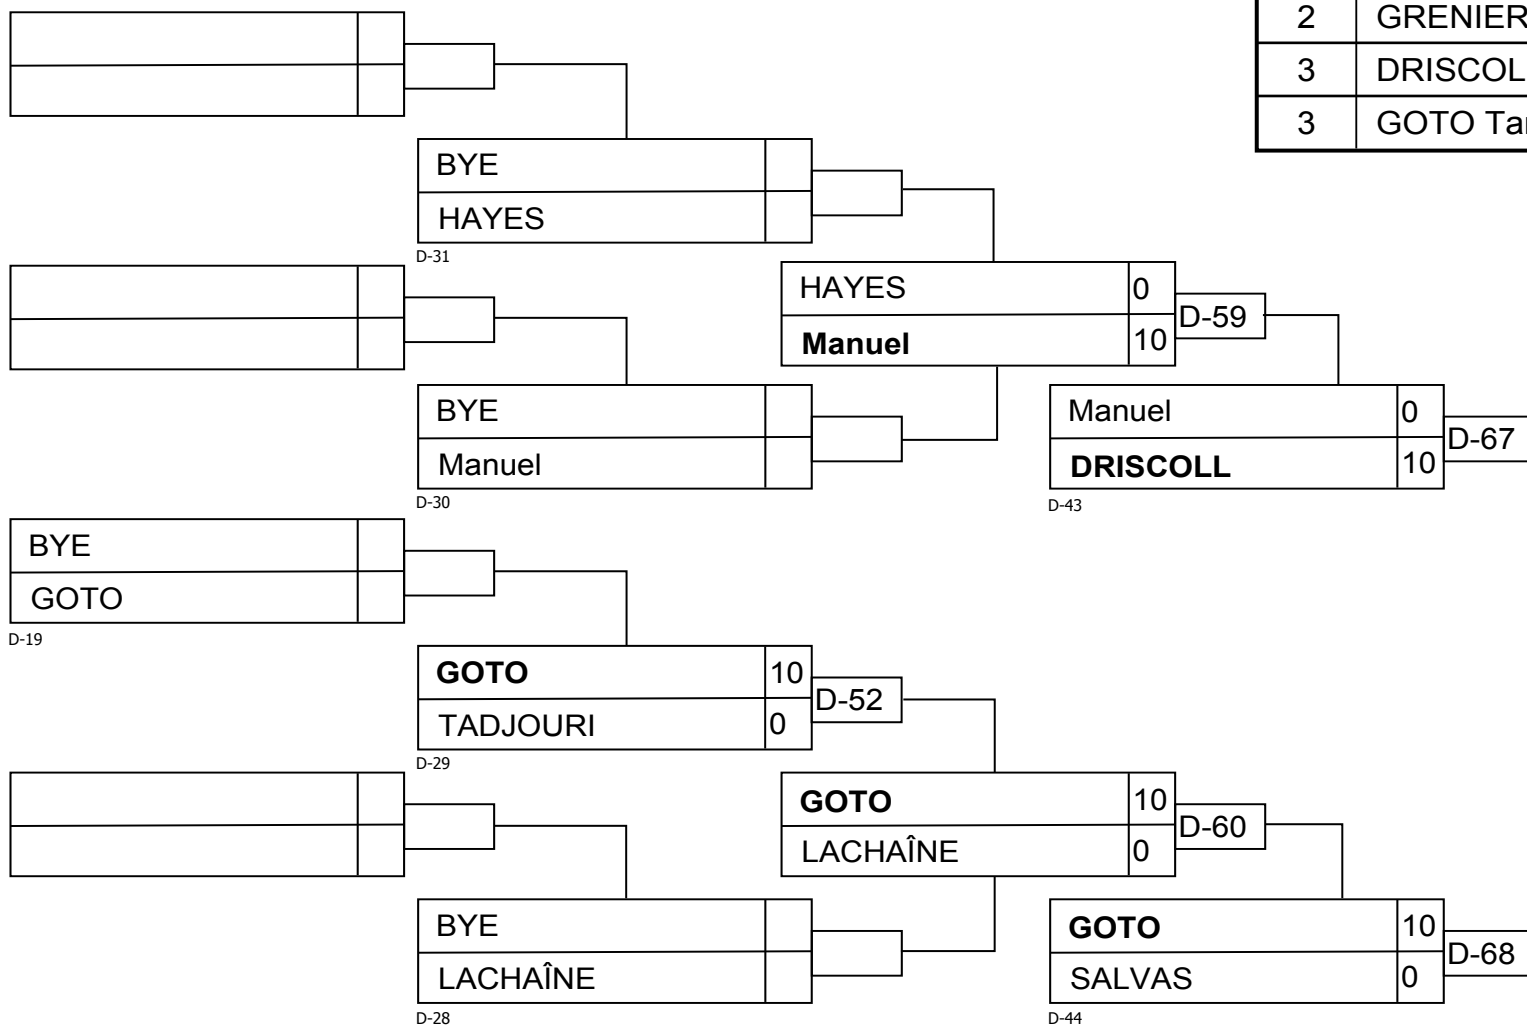 2 GRENIER
3 DRISCOL
3 GOTO Ta
BYE
HAYES
D-31
HAYES 0
Manuel 10
D-59
BYE
Manuel
D-30
Manuel 0
DRISCOLL 10
D-67
D-43
BYE
GOTO
D-19
GOTO 10
TADJOURI 0
D-52
D-29
GOTO 10
LACHAÎNE 0
D-60
BYE
LACHAÎNE
D-28
GOTO 10
SALVAS 0
D-68
D-44